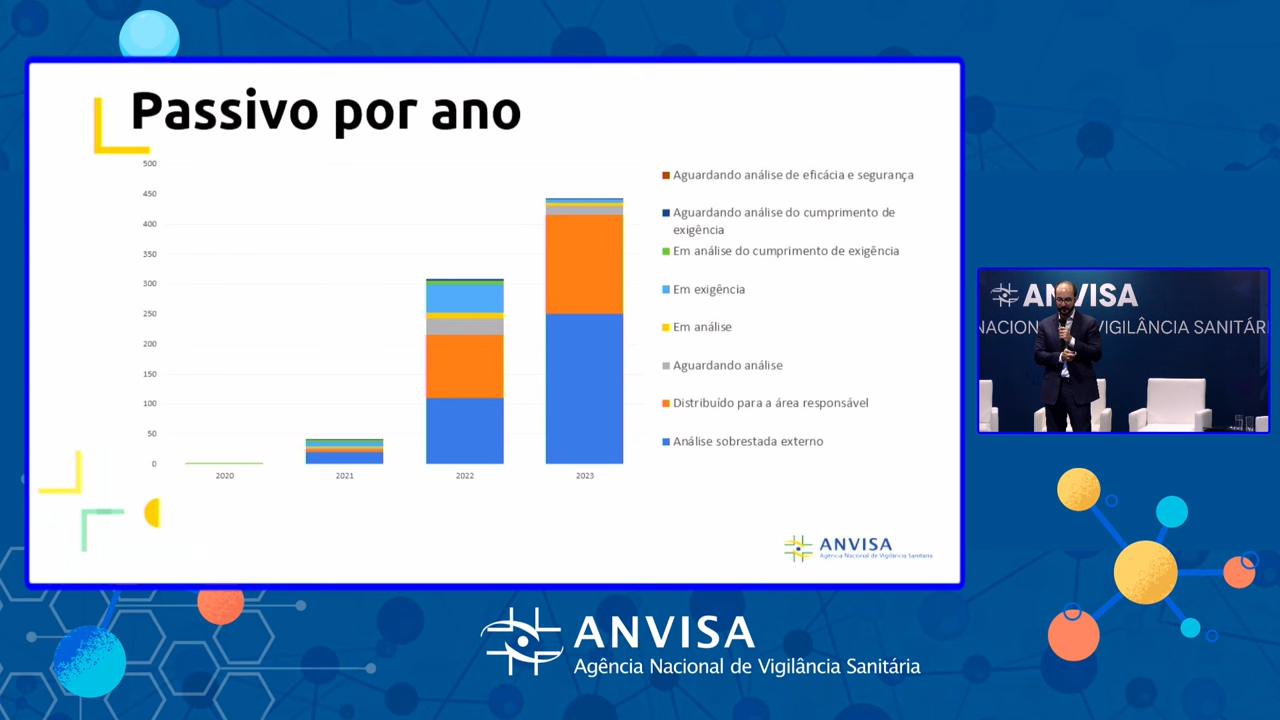 Passivo por ano
500
450
400
350
300
250
200
150
100
50
0
2020
2021
2022
2023
Aguardando análise de eficácia e segurança
Aguardando análise do cumprimento de
exigência
Em análise do cumprimento de exigência
Em exigência
Em análise
Aguardando análise
Distribuído para a área responsável
Análise sobrestada externo
ANVISA
Agência Nacional de Vigilância Sanitária
ANVISA
NACION VIGILÂNCIA SANITÁR
ANVISA
Agência Nacional de Vigilância Sanitária